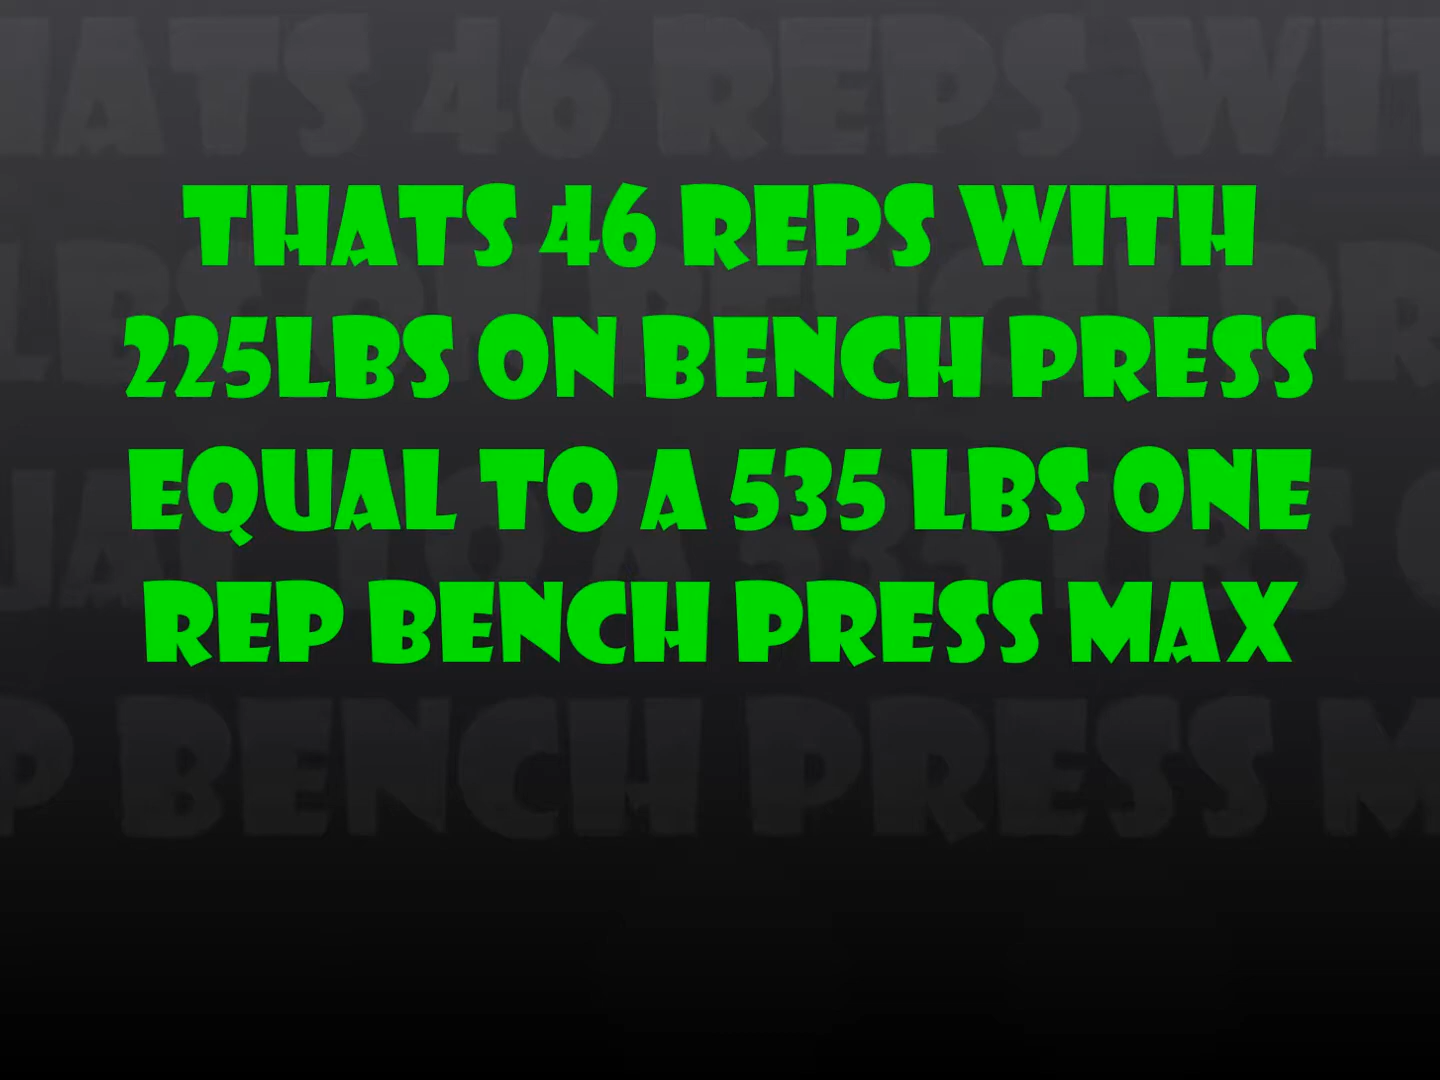 THATS 46 REPS WITH
225LBS ON BENCH PRESS
EQUAL TO A 535 LBS ONE
REP BENCH PRESS MAX